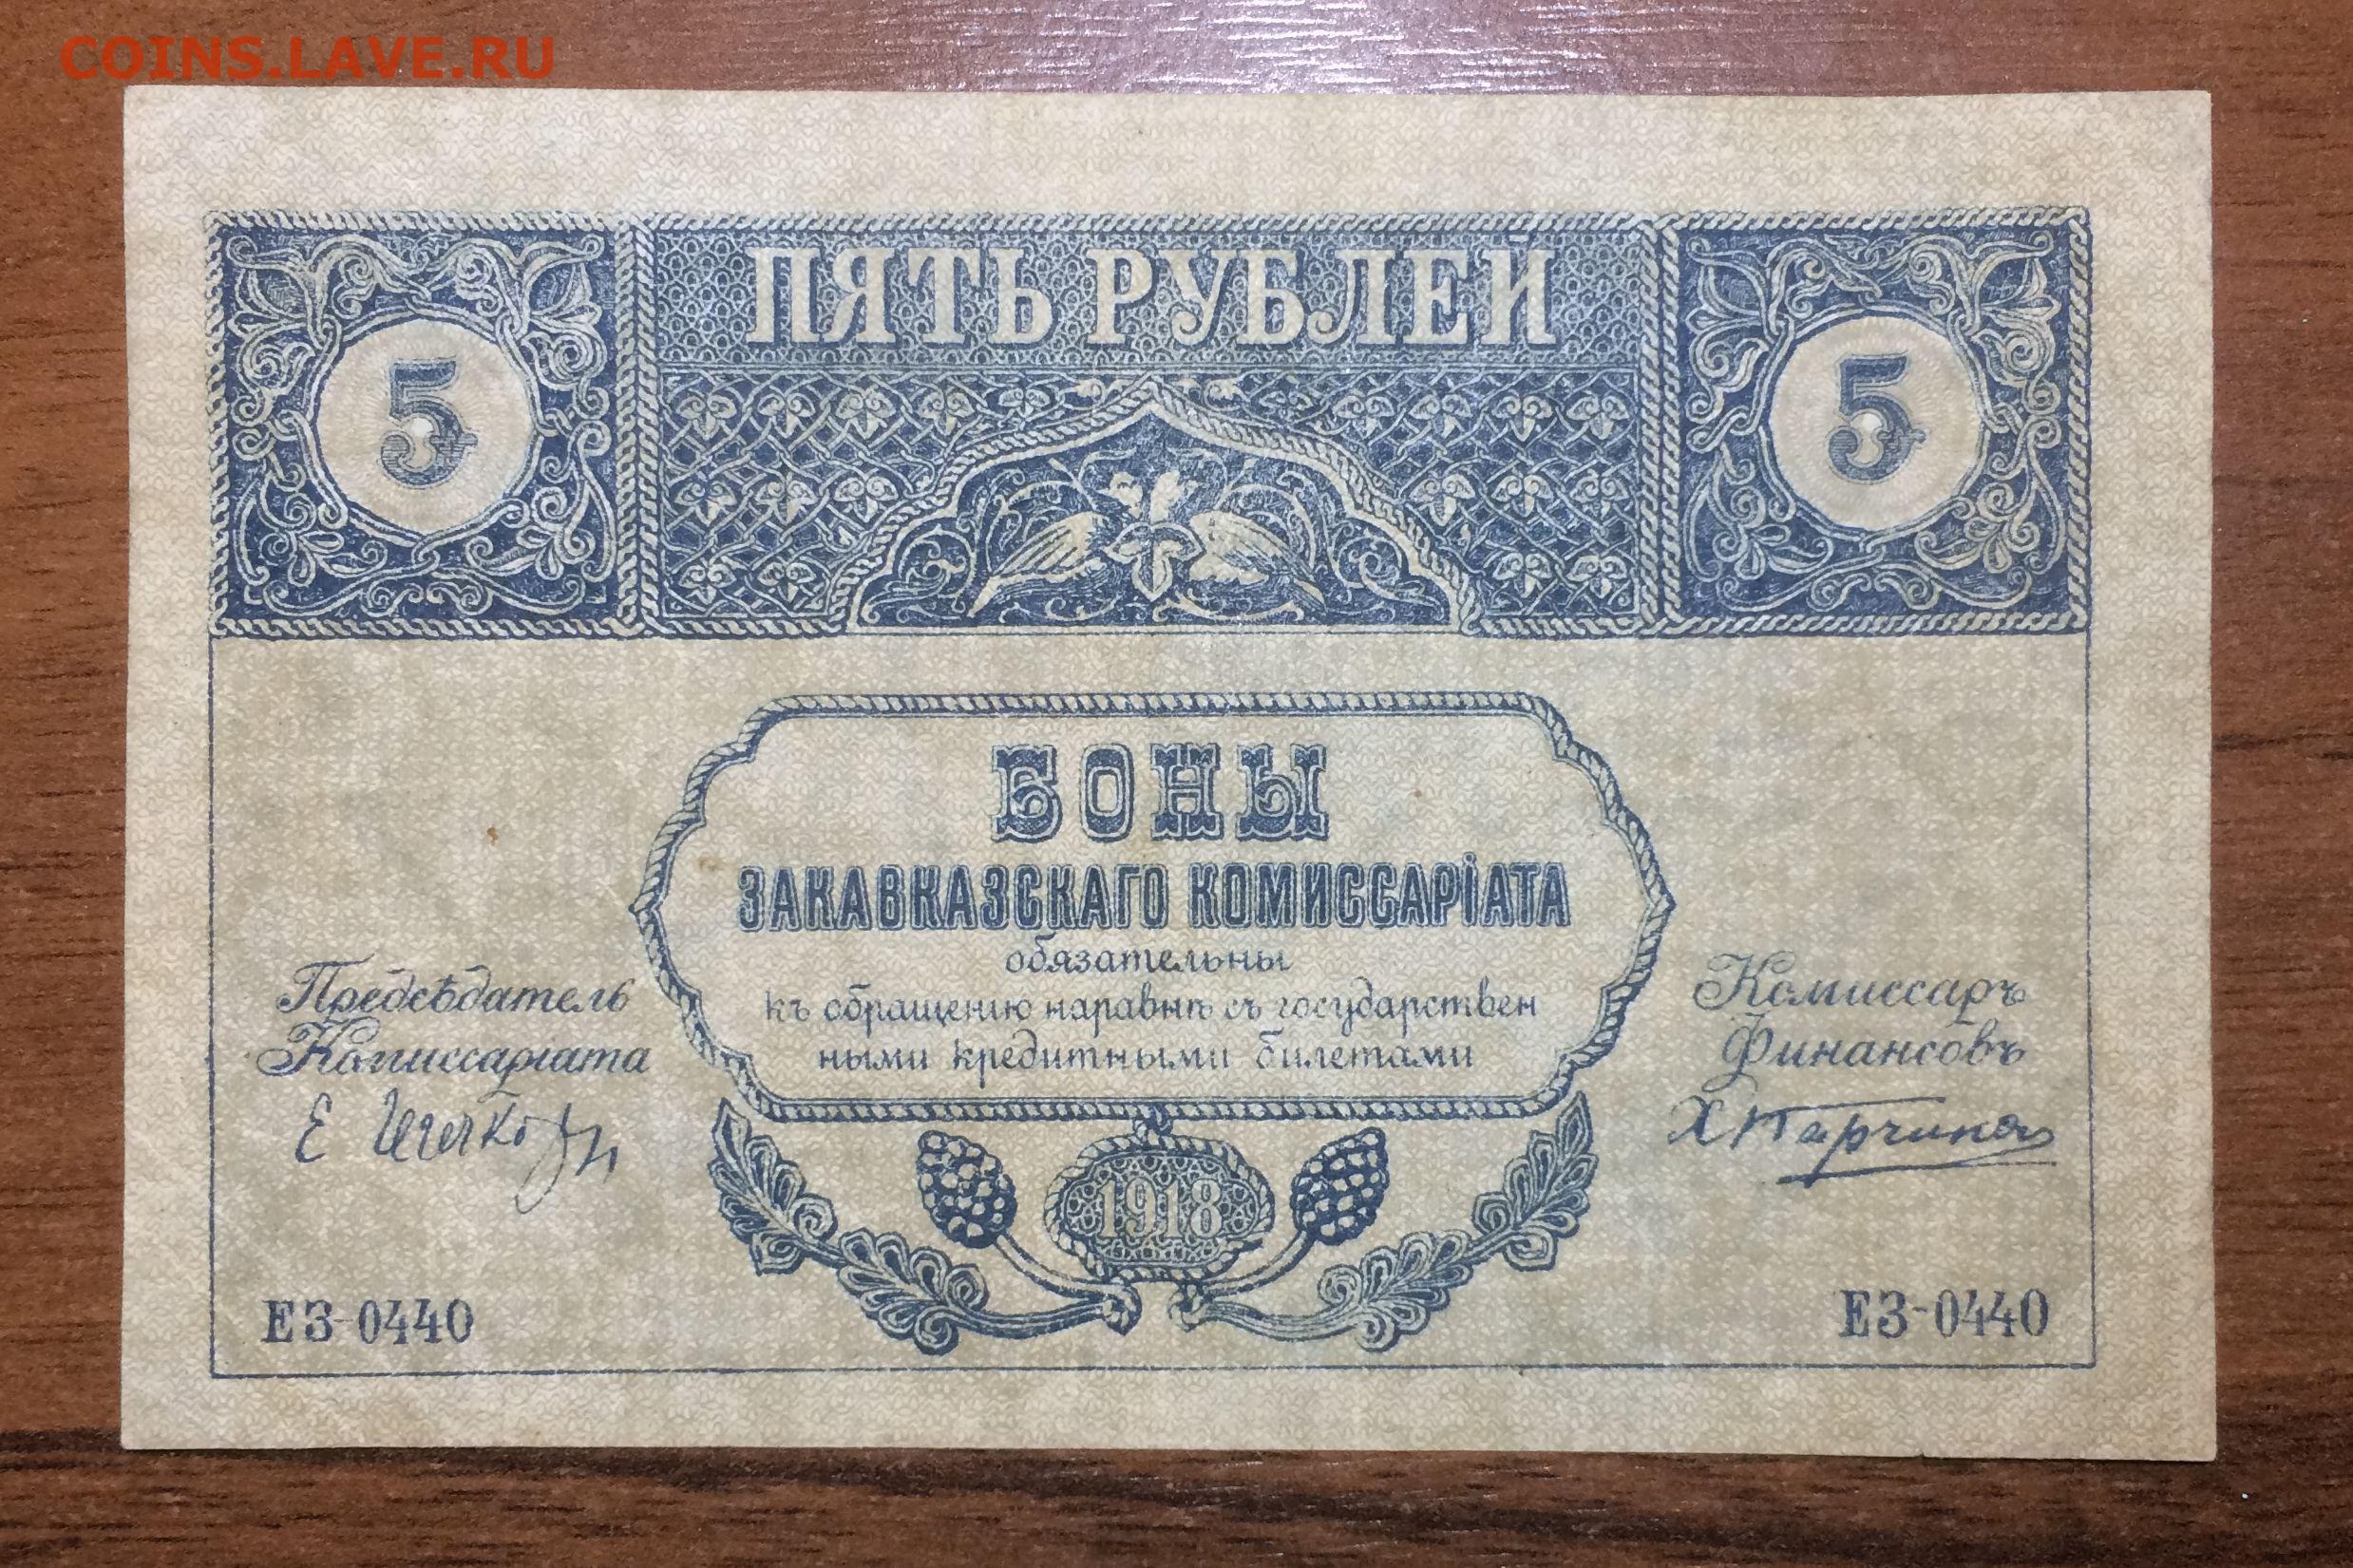 COINS.LAVE.RU
ПЯТЬ РУБЛЕЙ
5 5
БОНЫ
ЗАКАВКАЗСКАГО КОМИССАРІАТА
обязательны
къ обращенію наравнѣ съ государствен
ными кредитными билетами
Предсѣдатель
Комиссаріата
Комиссаръ
Финансовъ
1918
ЕЗ-0440 ЕЗ-0440